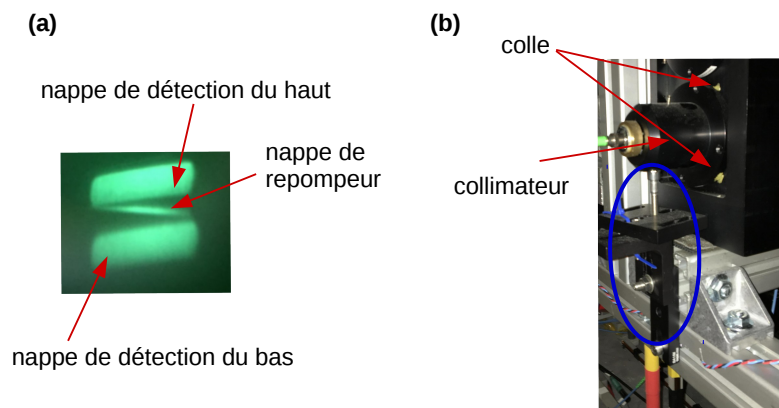 (a)
nappe de détection du haut
nappe de
repompeur
nappe de détection du bas
(b)
colle
collimateur